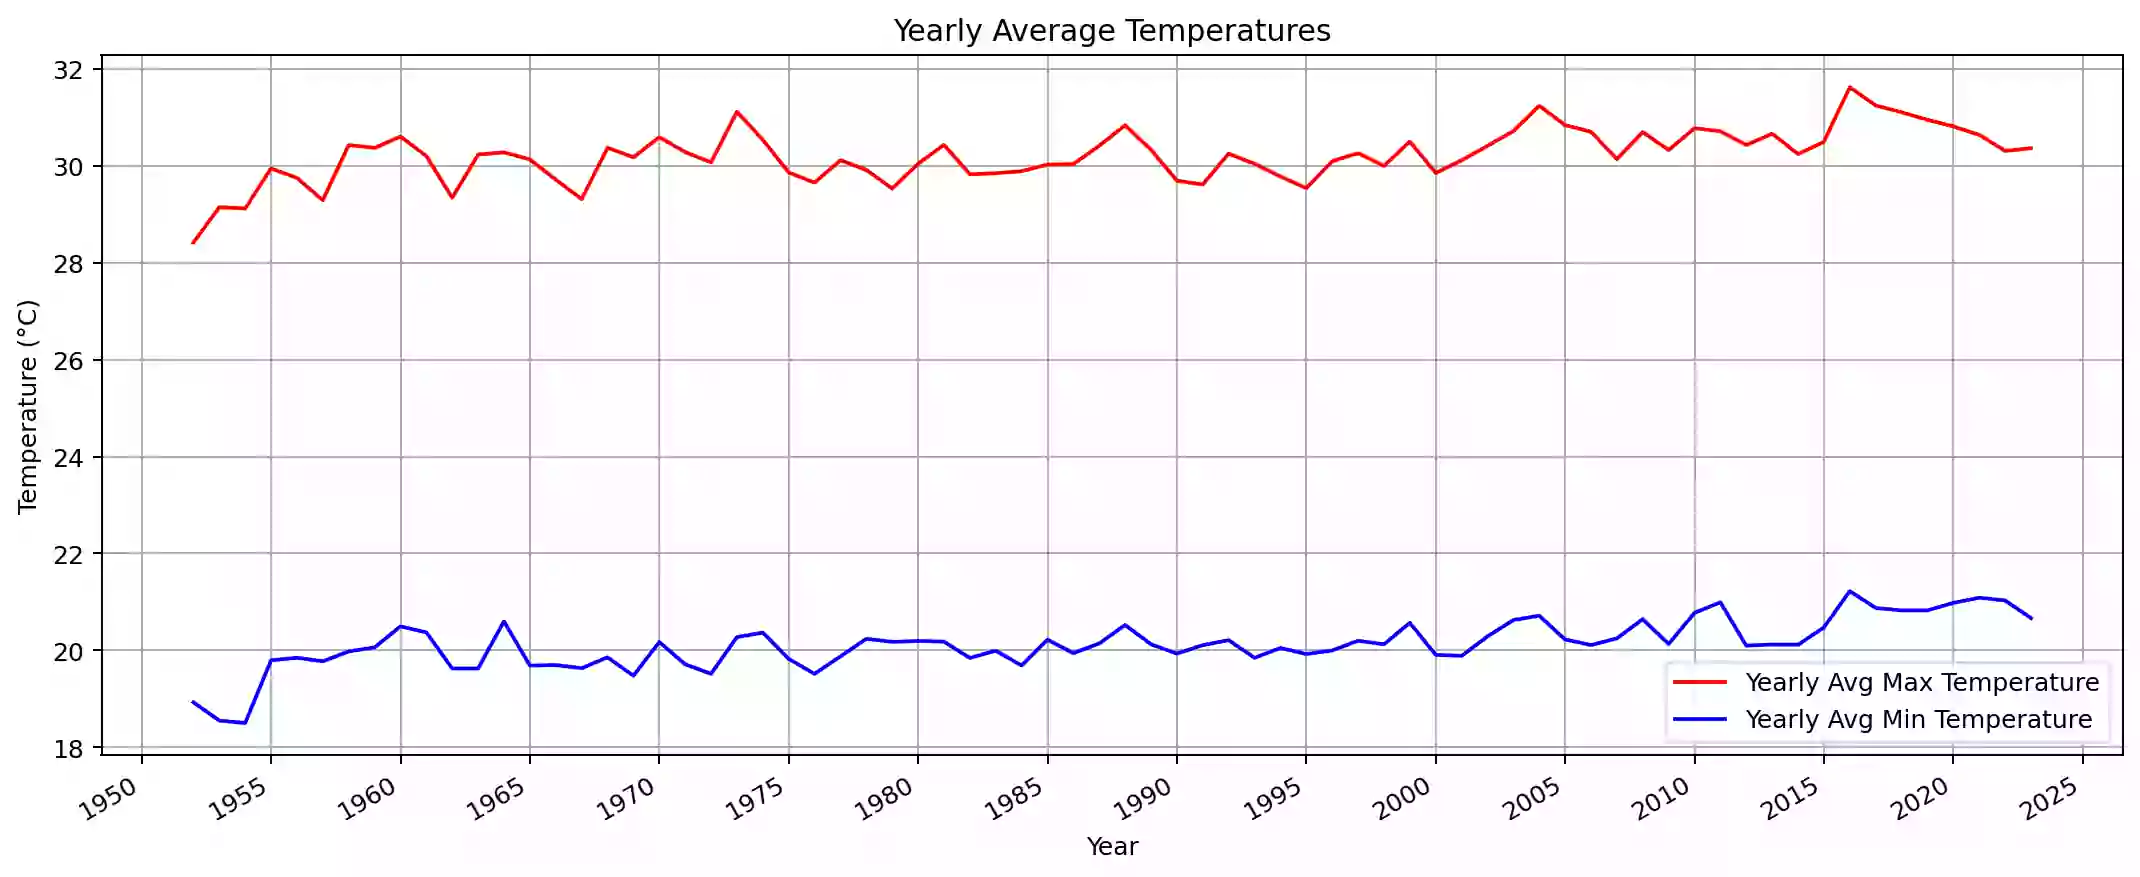 Yearly Average Temperatures
32
30
28
26
24
22
20
18
Temperature (°C)
Yearly Avg Max Temperature
Yearly Avg Min Temperature
1950 1955 1960 1965 1970 1975 1980 1985 1990 1995 2000 2005 2010 2015 2020 2025
Year